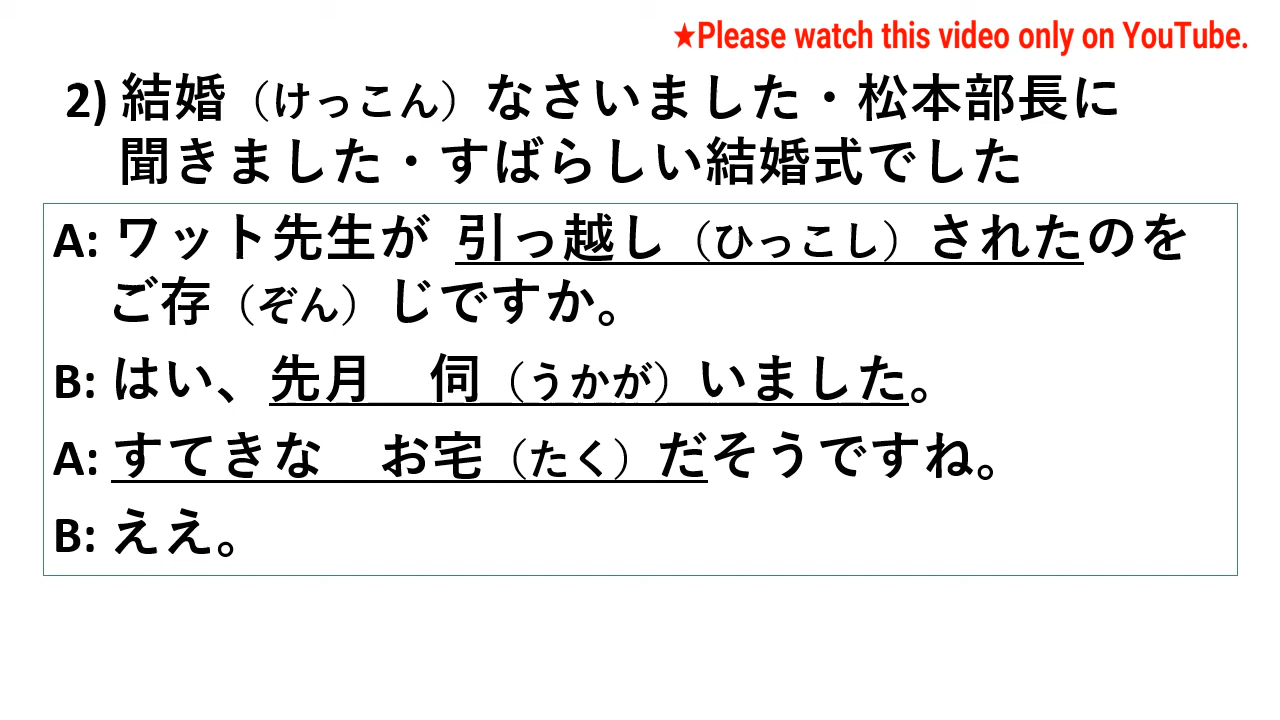 ★Please watch this video only on YouTube.
2) 結婚（けっこん）なさいました・松本部長に
聞きました・すばらしい結婚式でした
A: ワット先生が 引っ越し（ひっこし）されたのを
ご存（ぞん）じですか。
B: はい、先月　伺（うかが）いました。
A: すてきな　お宅（たく）だそうですね。
B: ええ。